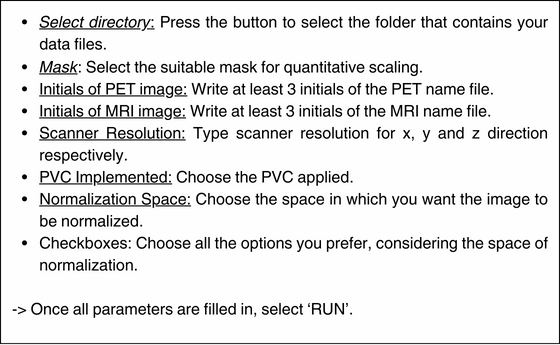 • Select directory: Press the button to select the folder that contains your
data files.
• Mask: Select the suitable mask for quantitative scaling.
• Initials of PET image: Write at least 3 initials of the PET name file.
• Initials of MRI image: Write at least 3 initials of the MRI name file.
• Scanner Resolution: Type scanner resolution for x, y and z direction
respectively.
• PVC Implemented: Choose the PVC applied.
• Normalization Space: Choose the space in which you want the image to
be normalized.
• Checkboxes: Choose all the options you prefer, considering the space of
normalization.
-> Once all parameters are filled in, select ‘RUN’.